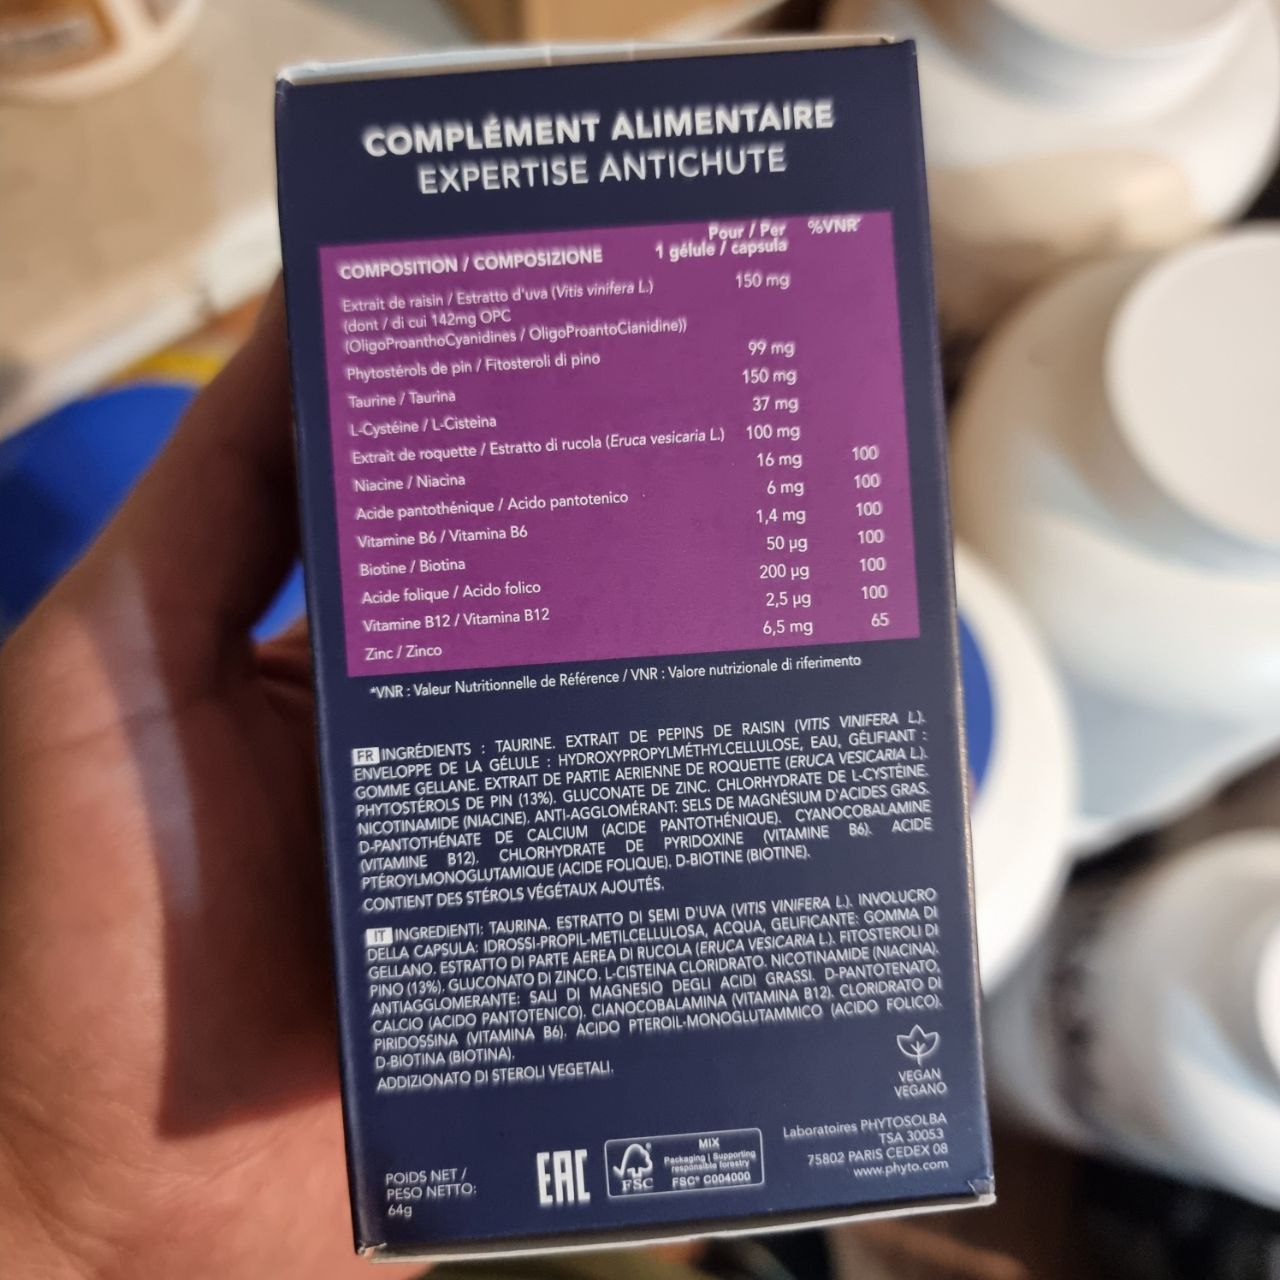 COMPLÉMENT ALIMENTAIRE
EXPERTISE ANTICHUTE
COMPOSITION / COMPOSIZIONE Pour / Per 1 gélule / capsula %VNR*
Extrait de raisin / Estratto d'uva (Vitis vinifera L.) 150 mg
(dont / di cui 142mg OPC
(OligoProanthoCyanidines / OligoProantoCianidine))
Phytostérols de pin / Fitosteroli di pino 99 mg
Taurine / Taurina 150 mg
L-Cystéine / L-Cisteina 37 mg
Extrait de roquette / Estratto di rucola (Eruca vesicaria L.) 100 mg
Niacine / Niacina 16 mg 100
Acide pantothénique / Acido pantotenico 6 mg 100
Vitamine B6 / Vitamina B6 1,4 mg 100
Biotine / Biotina 50 µg 100
Acide folique / Acido folico 200 µg 100
Vitamine B12 / Vitamina B12 2,5 µg 100
Zinc / Zinco 6,5 mg 65
*VNR : Valeur Nutritionnelle de Référence / VNR : Valore nutrizionale di riferimento
FR INGRÉDIENTS : TAURINE. EXTRAIT DE PEPINS DE RAISIN (VITIS VINIFERA L.).
ENVELOPPE DE LA GÉLULE : HYDROXYPROPYLMÉTHYLCELLULOSE, EAU, GÉLIFIANT :
GOMME GELLANE. EXTRAIT DE PARTIE AERIENNE DE ROQUETTE (ERUCA VESICARIA L.).
PHYTOSTÉROLS DE PIN (13%). GLUCONATE DE ZINC. CHLORHYDRATE DE L-CYSTÉINE.
NICOTINAMIDE (NIACINE). ANTI-AGGLOMÉRANT: SELS DE MAGNÉSIUM D'ACIDES GRAS.
D-PANTOTHÉNATE DE CALCIUM (ACIDE PANTOTHÉNIQUE). CYANOCOBALAMINE
(VITAMINE B12). CHLORHYDRATE DE PYRIDOXINE (VITAMINE B6). ACIDE
PTÉROYLMONOGLUTAMIQUE (ACIDE FOLIQUE). D-BIOTINE (BIOTINE).
CONTIENT DES STÉROLS VÉGÉTAUX AJOUTÉS.
IT INGREDIENTI: TAURINA. ESTRATTO DI SEMI D'UVA (VITIS VINIFERA L.). INVOLUCRO
DELLA CAPSULA: IDROSSI-PROPIL-METILCELLULOSA, ACQUA, GELIFICANTE: GOMMA DI
GELLANO. ESTRATTO DI PARTE AEREA DI RUCOLA (ERUCA VESICARIA L.). FITOSTEROLI DI
PINO (13%). GLUCONATO DI ZINCO. L-CISTEINA CLORIDRATO. NICOTINAMIDE (NIACINA).
ANTIAGGLOMERANTE: SALI DI MAGNESIO DEGLI ACIDI GRASSI. D-PANTOTENATO
CALCIO (ACIDO PANTOTENICO). CIANOCOBALAMINA (VITAMINA B12). CLORIDRATO DI
PIRIDOSSINA (VITAMINA B6). ACIDO PTEROIL-MONOGLUTAMMICO (ACIDO FOLICO).
D-BIOTINA (BIOTINA).
ADDIZIONATO DI STEROLI VEGETALI.
VEGAN
VEGANO
POIDS NET /
PESO NETTO:
64g
EAC
FSC
MIX
Packaging | Supporting
responsible forestry
FSC® C004000
Laboratoires PHYTOSOLBA
TSA 30053
75802 PARIS CEDEX 08
www.phyto.com